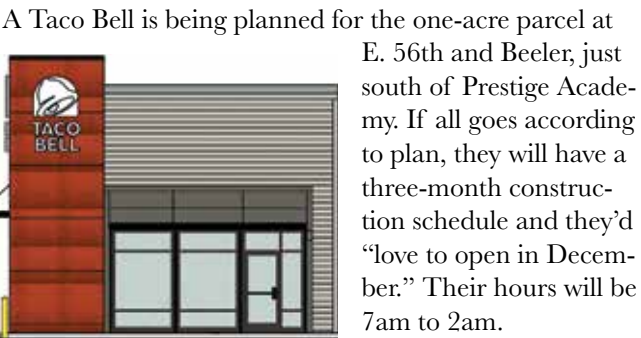 A Taco Bell is being planned for the one-acre parcel at
E. 56th and Beeler, just
south of Prestige Acade-
my. If all goes according
to plan, they will have a
three-month construc-
tion schedule and they’d
“love to open in Decem-
ber.” Their hours will be
7am to 2am.
TACO
BELL